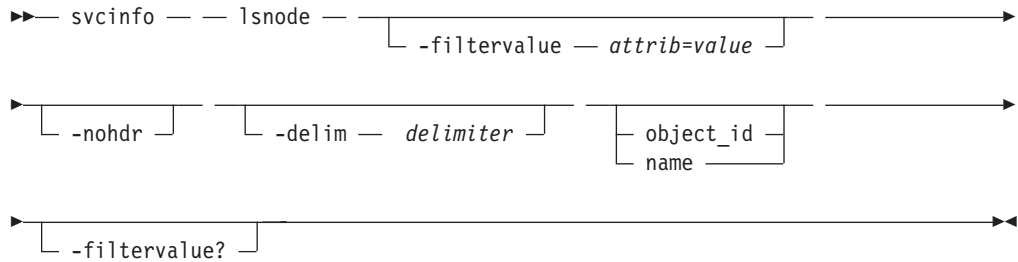 svcinfo lsnode
-filtervalue attrib=value
-nohdr -delim delimiter object_id
name
-filtervalue?